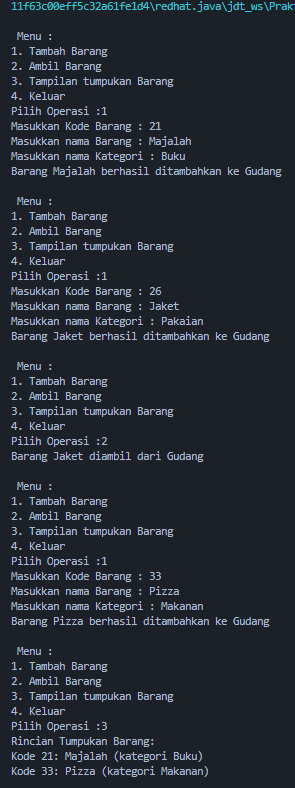 11f63c00eff5c32a61fe1d4\redhat.java\jdt_ws\Prakt
Menu :
1. Tambah Barang
2. Ambil Barang
3. Tampilan tumpukan Barang
4. Keluar
Pilih Operasi :1
Masukkan Kode Barang : 21
Masukkan nama Barang : Majalah
Masukkan nama Kategori : Buku
Barang Majalah berhasil ditambahkan ke Gudang
Menu :
1. Tambah Barang
2. Ambil Barang
3. Tampilan tumpukan Barang
4. Keluar
Pilih Operasi :1
Masukkan Kode Barang : 26
Masukkan nama Barang : Jaket
Masukkan nama Kategori : Pakaian
Barang Jaket berhasil ditambahkan ke Gudang
Menu :
1. Tambah Barang
2. Ambil Barang
3. Tampilan tumpukan Barang
4. Keluar
Pilih Operasi :2
Barang Jaket diambil dari Gudang
Menu :
1. Tambah Barang
2. Ambil Barang
3. Tampilan tumpukan Barang
4. Keluar
Pilih Operasi :1
Masukkan Kode Barang : 33
Masukkan nama Barang : Pizza
Masukkan nama Kategori : Makanan
Barang Pizza berhasil ditambahkan ke Gudang
Menu :
1. Tambah Barang
2. Ambil Barang
3. Tampilan tumpukan Barang
4. Keluar
Pilih Operasi :3
Rincian Tumpukan Barang:
Kode 21: Majalah (kategori Buku)
Kode 33: Pizza (kategori Makanan)